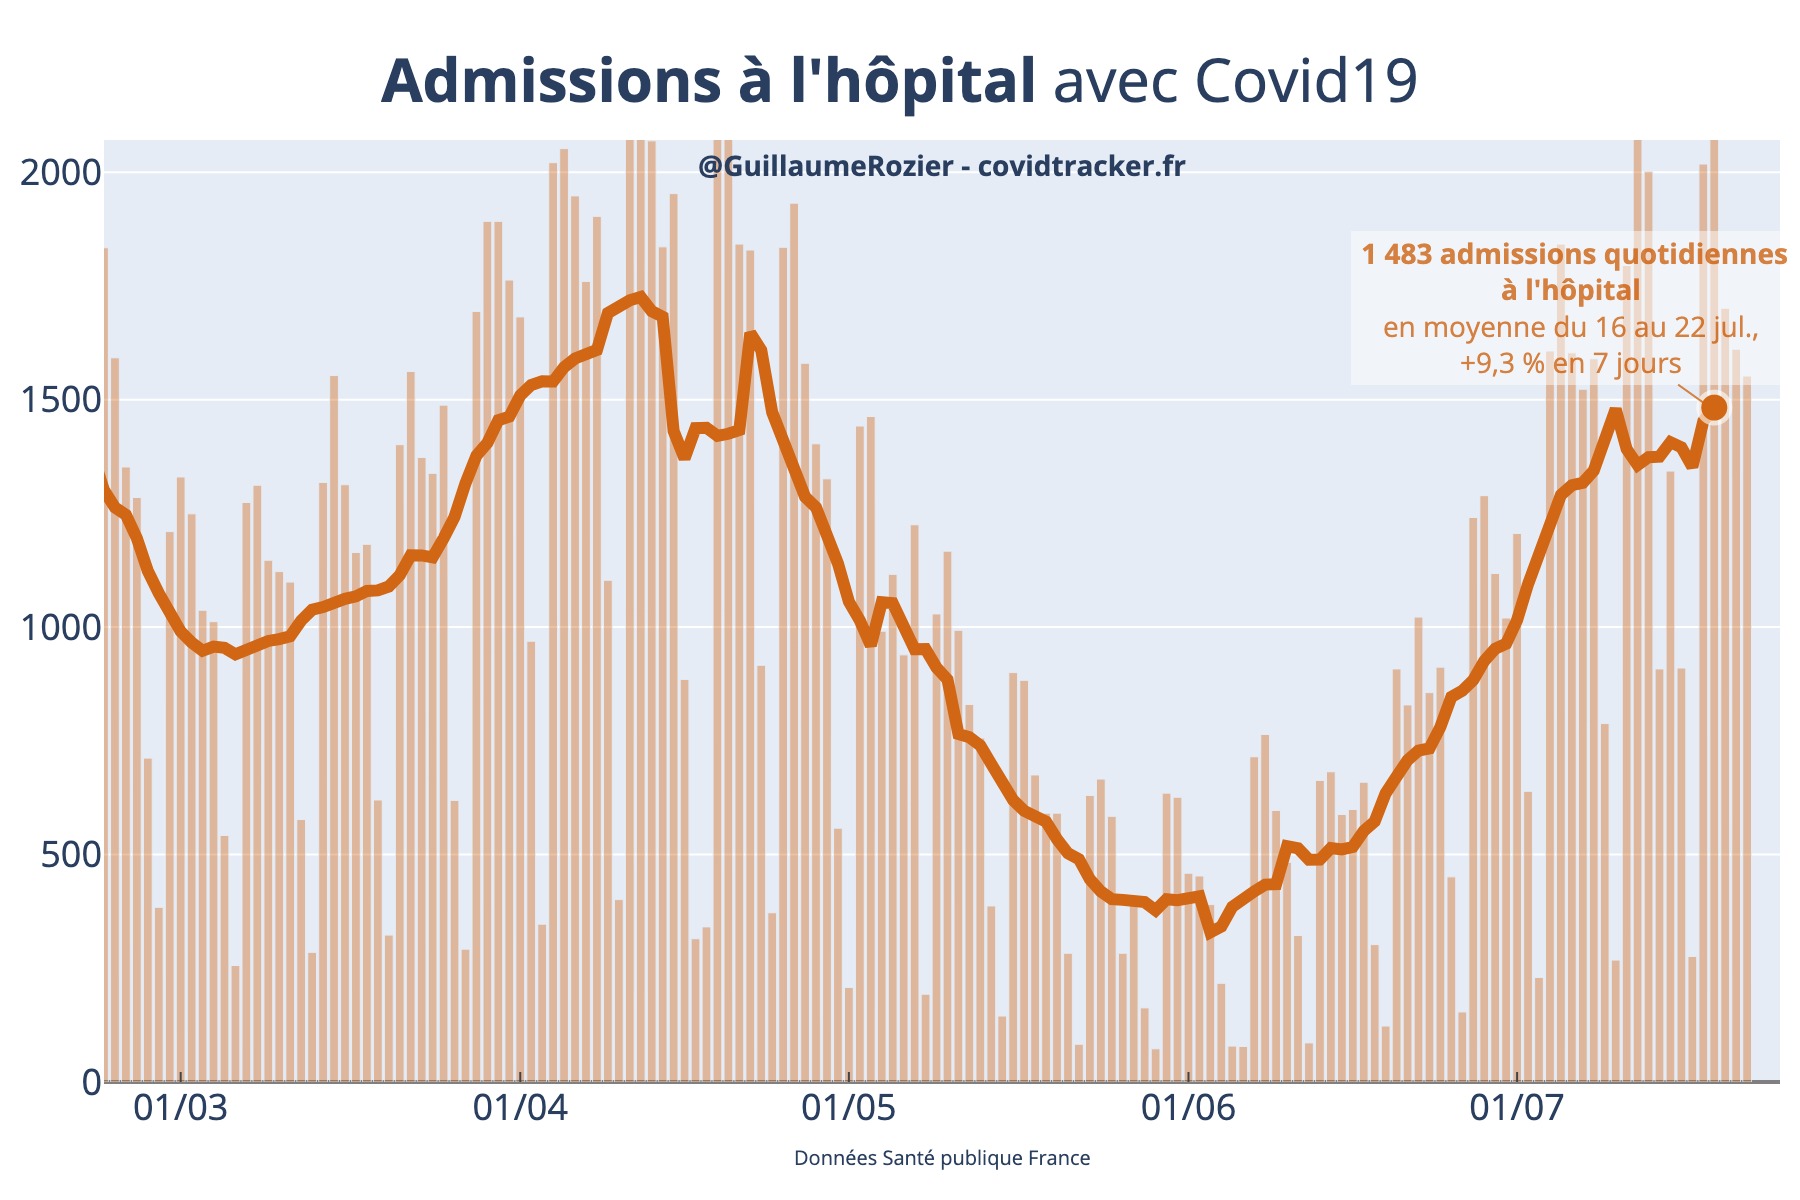 Admissions à l'hôpital avec Covid19
@GuillaumeRozier - covidtracker.fr
2000
1 483 admissions quotidiennes
à l'hôpital
en moyenne du 16 au 22 jul.,
+9,3 % en 7 jours
1500
1000
500
0
01/03 01/04 01/05 01/06 01/07
Données Santé publique France